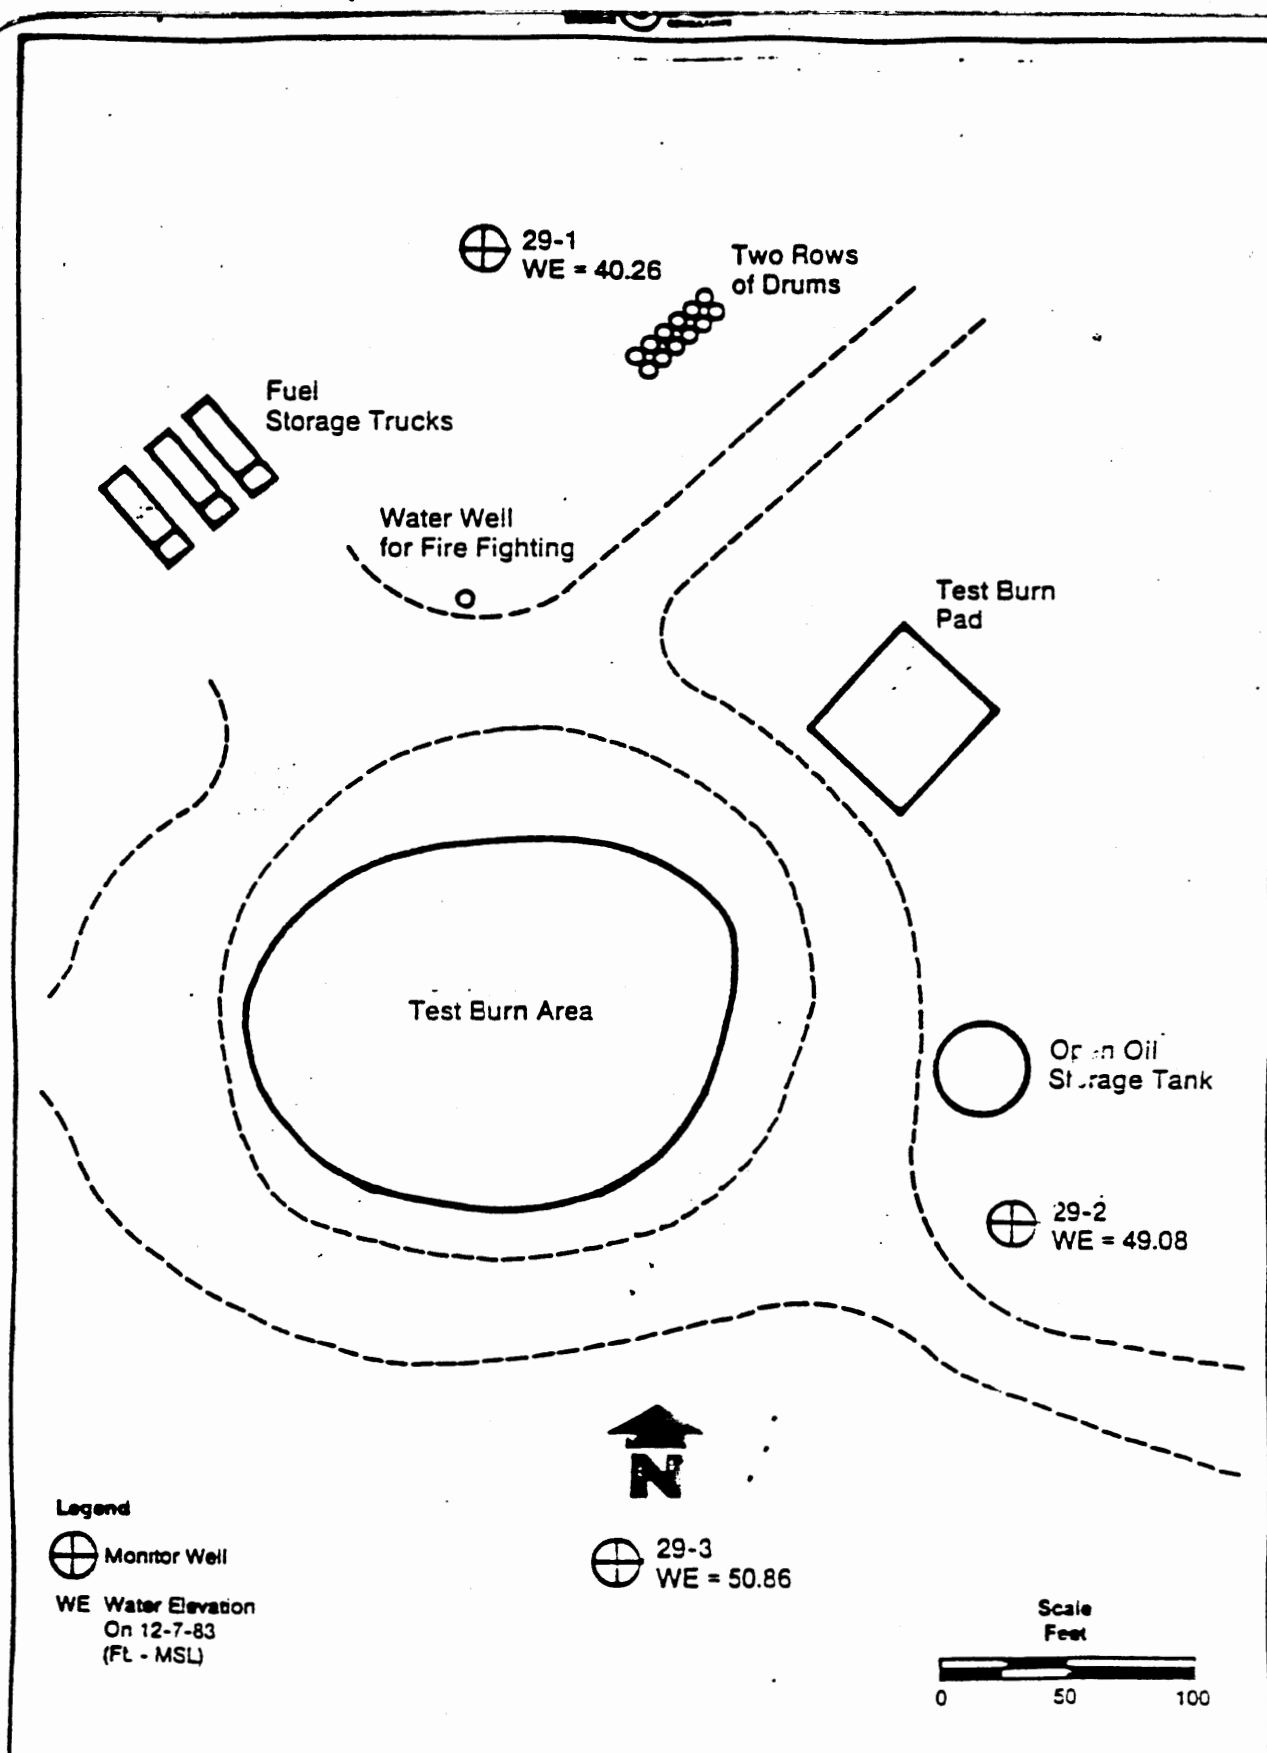 29-1
WE = 40.26
Two Rows
of Drums
Fuel
Storage Trucks
Water Well
for Fire Fighting
Test Burn
Pad
Test Burn Area
Open Oil
Storage Tank
29-2
WE = 49.08
N
29-3
WE = 50.86
Legend
Monitor Well
WE Water Elevation
On 12-7-83
(Ft. - MSL)
Scale
Feet
0 50 100